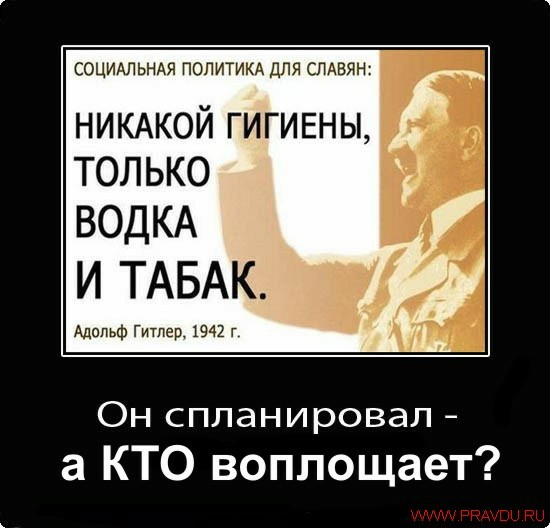 СОЦИАЛЬНАЯ ПОЛИТИКА ДЛЯ СЛАВЯН:
НИКАКОЙ ГИГИЕНЫ,
ТОЛЬКО
ВОДКА
И ТАБАК.
Адольф Гитлер, 1942 г.
Он спланировал -
а КТО воплощает?
WWW.PRAVDU.RU